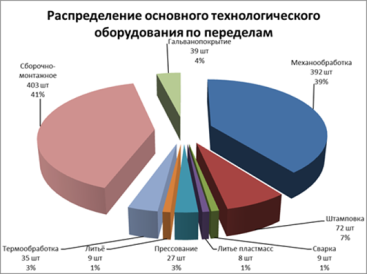 Распределение основного технологического
оборудования по переделам
Гальванопокрытие
39 шт
4%
Механообработка
392 шт
39%
Штамповка
72 шт
7%
Сварка
9 шт
1%
Литье пластмасс
8 шт
1%
Прессование
27 шт
3%
Литьё
9 шт
1%
Термообработка
35 шт
3%
Сборочно-
монтажное
403 шт
41%